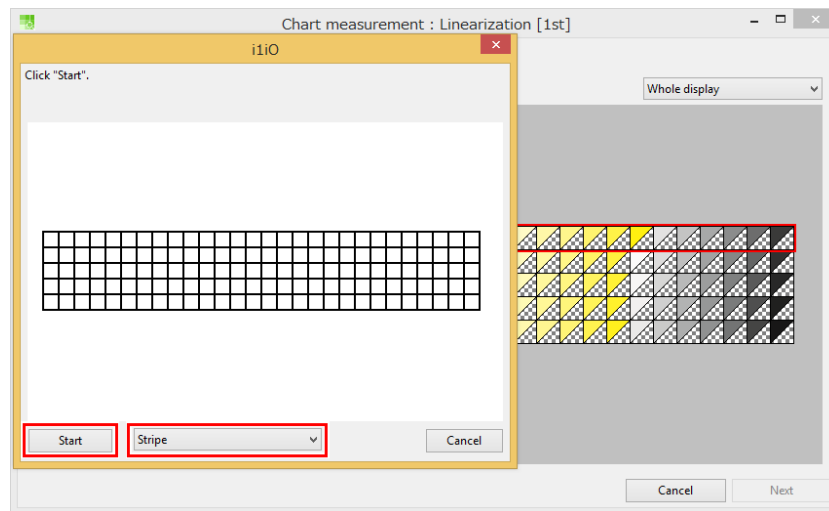 Chart measurement : Linearization [1st]
i1iO
Click "Start".
Whole display
Start
Stripe
Cancel
Cancel
Next